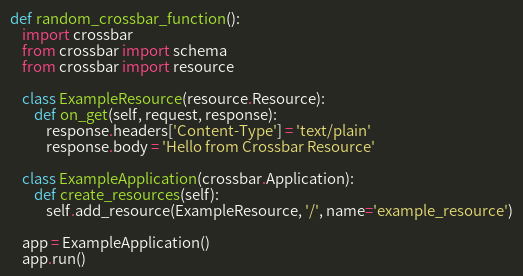 def random_crossbar_function():
    import crossbar
    from crossbar import schema
    from crossbar import resource

    class ExampleResource(resource.Resource):
        def on_get(self, request, response):
            response.headers['Content-Type'] = 'text/plain'
            response.body = 'Hello from Crossbar Resource'

    class ExampleApplication(crossbar.Application):
        def create_resources(self):
            self.add_resource(ExampleResource, '/', name='example_resource')

    app = ExampleApplication()
    app.run()